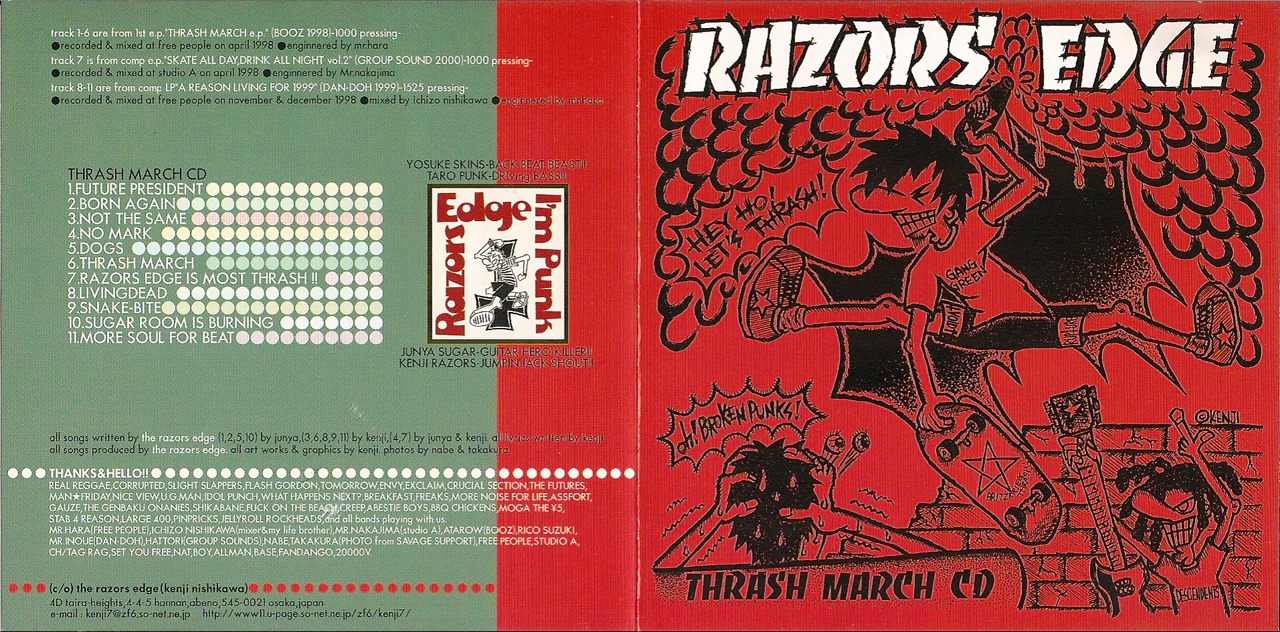 track 1-6 are from 1st e.p."THRASH MARCH e.p." (BOOZ 1998)-1000 pressing-
●recorded & mixed at free people on april 1998 ●enginnered by mr.hara
track 7 is from comp e.p."SKATE ALL DAY,DRINK ALL NIGHT vol.2" (GROUP SOUND 2000)-1000 pressing-
●recorded & mixed at studio A on april 1998 ●engennered by Mr.nakajima
track 8-11 are from comp LP"A REASON LIVING FOR 1999" (DAN-DOH 1999)-1525 pressing-
●recorded & mixed at free people on november & december 1998 ●mixed by ichizo nishikawa ●enginnered by mr.hara
THRASH MARCH CD
1.FUTURE PRESIDENT
2.BORN AGAIN
3.NOT THE SAME
4.NO MARK
5.DOGS
6.THRASH MARCH
7.RAZORS EDGE IS MOST THRASH !!
8.LIVINGDEAD
9.SNAKE-BITE
10.SUGAR ROOM IS BURNING
11.MORE SOUL FOR BEAT
YOSUKE SKINS-BACK BEAT BEAST!!
TARO PUNK-DRiving BASS!!
Razors Edge I'm Punk
JUNYA SUGAR-GUITAR HERO KILLER!!
KENJI RAZORS-JUMPIN JACK SHOUT!!
all songs written by the razors edge (1,2,5,10) by junya,(3,6,8,9,11) by kenji,(4,7) by junya & kenji. all lyrics written by kenji.
all songs produced by the razors edge. all art works & graphics by kenji. photos by nabe & takakura.
THANKS&HELLO!!
REAL REGGAE,CORRUPTED,SLIGHT SLAPPERS,FLASH GORDON,TOMORROW,ENVY,EXCLAIM,CRUCIAL SECTION,THE FUTURES,
MAN★FRIDAY,NICE VIEW,U.G.MAN,IDOL PUNCH,WHAT HAPPENS NEXT?,BREAKFAST,FREAKS,MORE NOISE FOR LIFE,ASSFORT,
GAUZE,THE GENBAKU ONANIES,SHIKABANE,FUCK ON THE BEACH,CREEP,ABESTIE BOYS,BBQ CHICKENS,MOGA THE ¥5,
STAB 4 REASON,LARGE 400,PINPRICKS,JELLYROLL ROCKHEADS,and all bands playing with us.
MR.HARA(FREE PEOPLE),ICHIZO NISHIKAWA(mixer&my life brother),MR.NAKAJIMA(studio A),ATAROW(BOOZ)RICO SUZUKI,
MR.INOUE(DAN-DOH),HATTORI(GROUP SOUNDS),NABE,TAKAKURA(PHOTO from SAVAGE SUPPORT),FREE PEOPLE,STUDIO A,
CH/TAG RAG,SET YOU FREE,NAT,BOY,ALLMAN,BASE,FANDANGO,20000V.
(c/o) the razors edge(kenji nishikawa)
4D taira-heights,4-4-5 hannan,abeno,545-0021 osaka,japan
e-mail : kenji7@zf6,so-net,ne,jp http://www11.u-page.so-net.ne.jp/zf6/kenji7/
RAZORS EDGE
HEY HO!
LET'S THRASH!
GANG
GREEN
OH! BROKEN PUNKS!
©KENJI
DESCENDENTS
THRASH MARCH CD